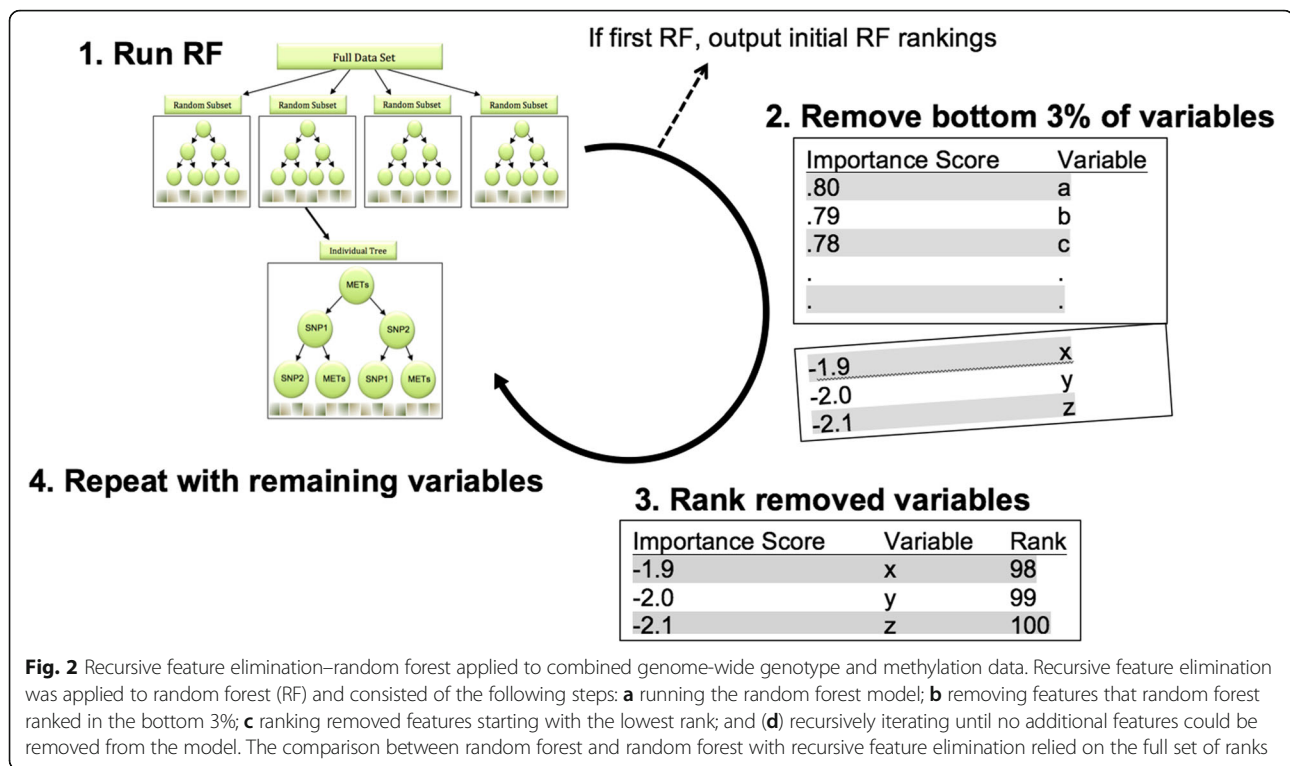 1. Run RF
If first RF, output initial RF rankings
Full Data Set
Random Subset Random Subset Random Subset Random Subset
Individual Tree
METs
SNP1 SNP2
SNP2 METs SNP1 METs
2. Remove bottom 3% of variables
Importance Score Variable
.80 a
.79 b
.78 c
. .
. .
-1.9 x
-2.0 y
-2.1 z
4. Repeat with remaining variables
3. Rank removed variables
Importance Score Variable Rank
-1.9 x 98
-2.0 y 99
-2.1 z 100
Fig. 2 Recursive feature elimination–random forest applied to combined genome-wide genotype and methylation data. Recursive feature elimination
was applied to random forest (RF) and consisted of the following steps: a running the random forest model; b removing features that random forest
ranked in the bottom 3%; c ranking removed features starting with the lowest rank; and (d) recursively iterating until no additional features could be
removed from the model. The comparison between random forest and random forest with recursive feature elimination relied on the full set of ranks